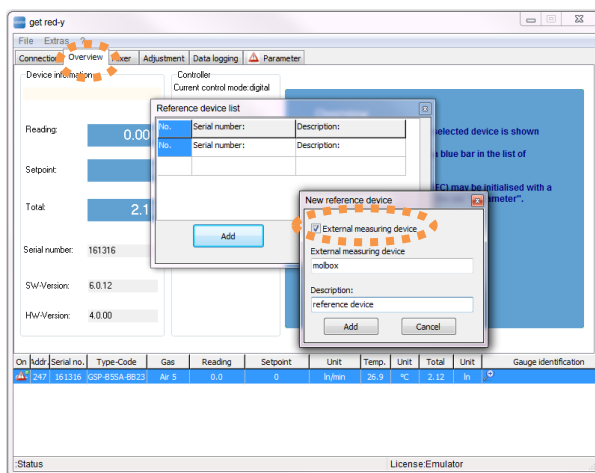 get red-y
File Extras ?
Connection Overview Mixer Adjustment Data logging Parameter
Device information
Controller
Current control mode:digital
Reading: 0.00
Setpoint:
Total: 2.1
Serial number: 161316
SW-Version: 6.0.12
HW-Version: 4.0.00
selected device is shown
a blue bar in the list of
(FC) may be initialised with a
Reference device list
No. Serial number: Description:
No. Serial number: Description:
Add
New reference device
External measuring device
External measuring device
molbox
Description:
reference device
Add Cancel
On Addr. Serial no. Type-Code Gas Reading Setpoint Unit Temp. Unit Total Unit Gauge identification
247 161316 GSP-B5SA-BB23 Air 5 0.0 0 ln/min 26.9 °C 2.12 ln
:Status
License:Emulator